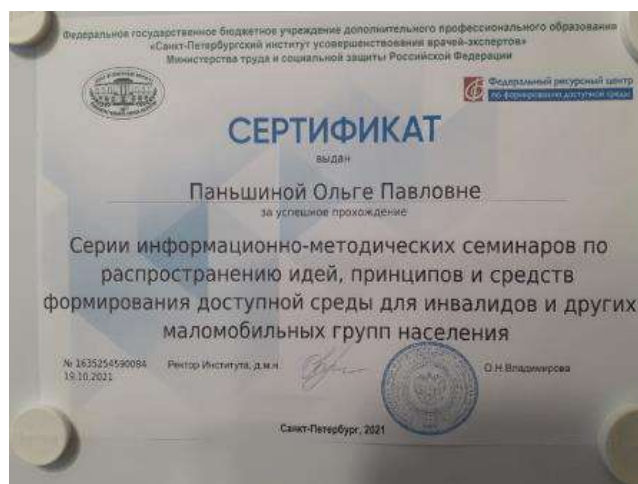 Федеральное государственное бюджетное учреждение дополнительного профессионального образования
«Санкт-Петербургский институт усовершенствования врачей-экспертов»
Министерства труда и социальной защиты Российской Федерации
Федеральный ресурсный центр
по формированию доступной среды
СЕРТИФИКАТ
выдан
Паньшиной Ольге Павловне
за успешное прохождение
Серии информационно-методических семинаров по
распространению идей, принципов и средств
формирования доступной среды для инвалидов и других
маломобильных групп населения
№ 1635254590084 Ректор Института, д.м.н. О.Н.Владимирова
19.10.2021
Санкт-Петербург, 2021